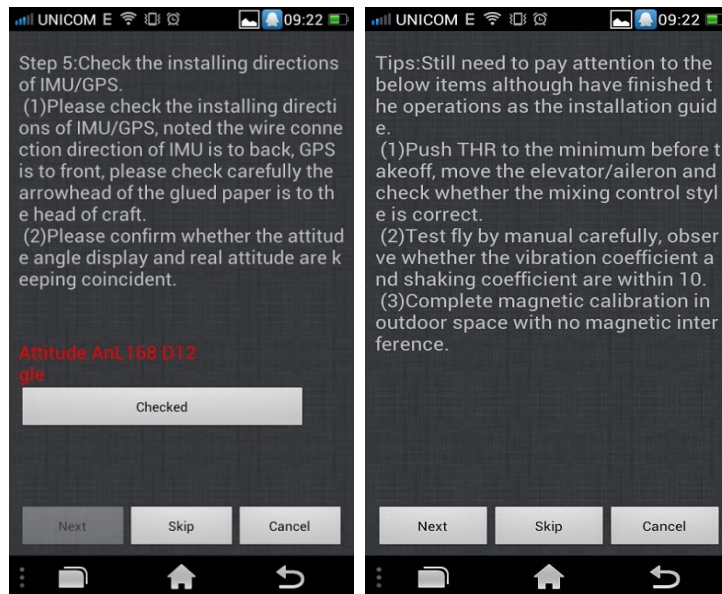 UNICOM E 09:22
Step 5:Check the installing directions
of IMU/GPS.
(1)Please check the installing directi
ons of IMU/GPS, noted the wire conne
ction direction of IMU is to back, GPS
is to front, please check carefully the
arrowhead of the glued paper is to th
e head of craft.
(2)Please confirm whether the attitud
e angle display and real attitude are k
eeping coincident.
Attitude AnL168 D12
gle
Checked
Next Skip Cancel
UNICOM E 09:22
Tips:Still need to pay attention to the
below items although have finished t
he operations as the installation guid
e.
(1)Push THR to the minimum before t
akeoff, move the elevator/aileron and
check whether the mixing control styl
e is correct.
(2)Test fly by manual carefully, obser
ve whether the vibration coefficient a
nd shaking coefficient are within 10.
(3)Complete magnetic calibration in
outdoor space with no magnetic inter
ference.
Next Skip Cancel